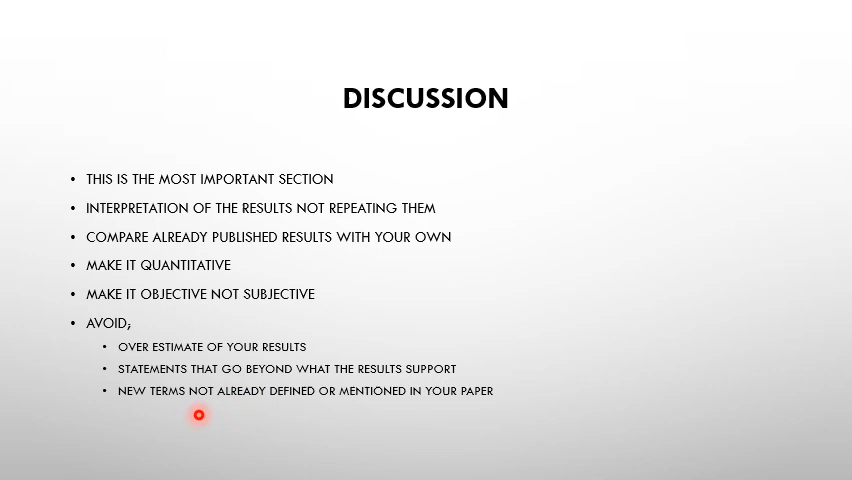 DISCUSSION
• THIS IS THE MOST IMPORTANT SECTION
• INTERPRETATION OF THE RESULTS NOT REPEATING THEM
• COMPARE ALREADY PUBLISHED RESULTS WITH YOUR OWN
• MAKE IT QUANTITATIVE
• MAKE IT OBJECTIVE NOT SUBJECTIVE
• AVOID;
• OVER ESTIMATE OF YOUR RESULTS
• STATEMENTS THAT GO BEYOND WHAT THE RESULTS SUPPORT
• NEW TERMS NOT ALREADY DEFINED OR MENTIONED IN YOUR PAPER